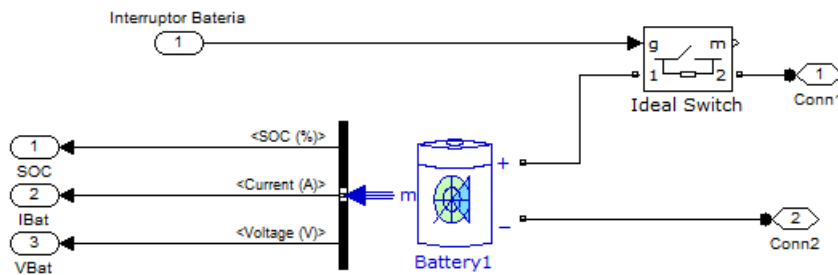 Interruptor Bateria
1
g m
1 2
Ideal Switch
1
Conn1
<SOC (%)>
1
SOC
<Current (A)>
2
IBat
<Voltage (V)>
3
VBat
m
+
−
Battery1
2
Conn2